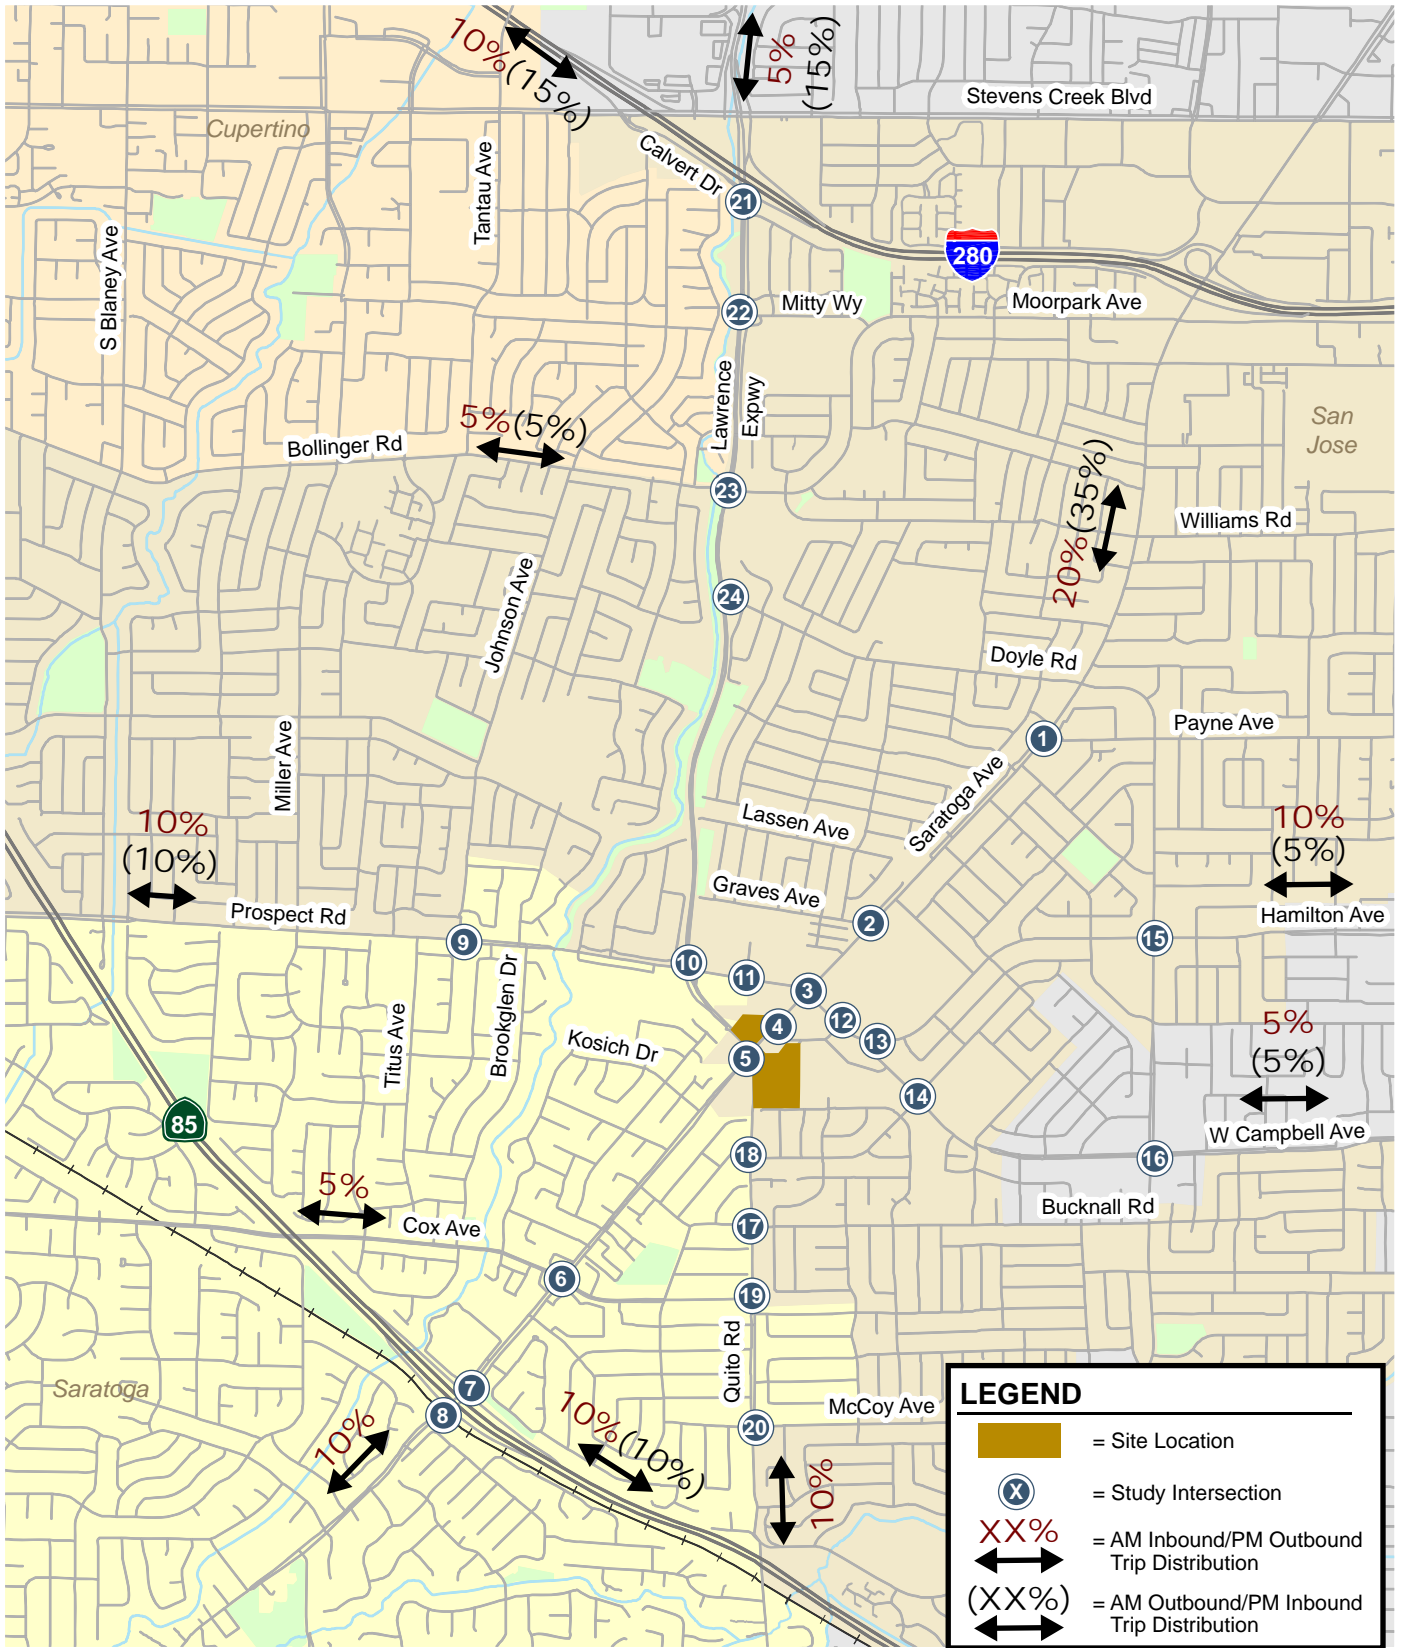 10%(15%)
5%
(15%)
Stevens Creek Blvd
Cupertino
Tantau Ave
Calvert Dr
21
S Blaney Ave
280
22
Mitty Wy
Moorpark Ave
Lawrence
Expwy
5%(5%)
Bollinger Rd
San
Jose
20%(35%)
23
Williams Rd
Johnson Ave
24
Doyle Rd
Payne Ave
1
Miller Ave
Saratoga Ave
10%
(10%)
Lassen Ave
10%
(5%)
Graves Ave
Prospect Rd
2
Hamilton Ave
9
15
10
11
3
Brookglen Dr
Titus Ave
Kosich Dr
4
12
13
5
5%
(5%)
14
85
W Campbell Ave
18
16
5%
Cox Ave
Bucknall Rd
17
6
19
Quito Rd
Saratoga
7
8
10%
10%(10%)
McCoy Ave
20
10%
LEGEND
= Site Location
X
= Study Intersection
XX%
= AM Inbound/PM Outbound
Trip Distribution
(XX%)
= AM Outbound/PM Inbound
Trip Distribution